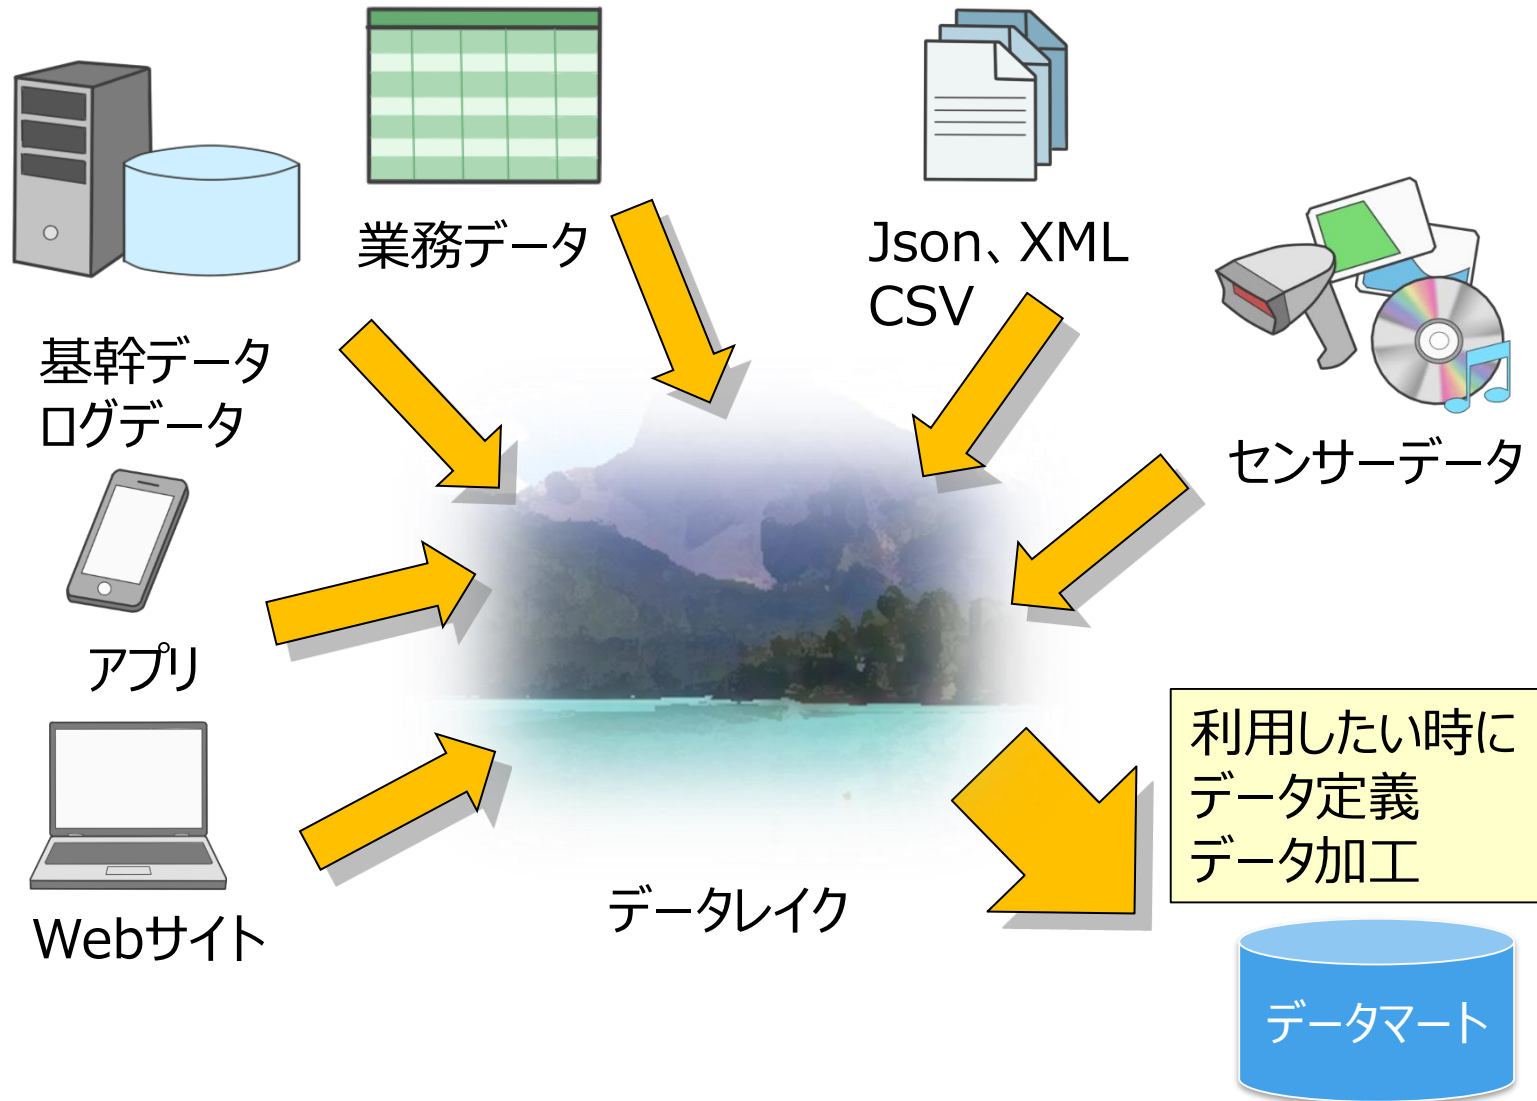 業務データ
Json、XML
CSV
基幹データ
ログデータ
センサーデータ
アプリ
利用したい時に
データ定義
データ加工
データレイク
Webサイト
データマート